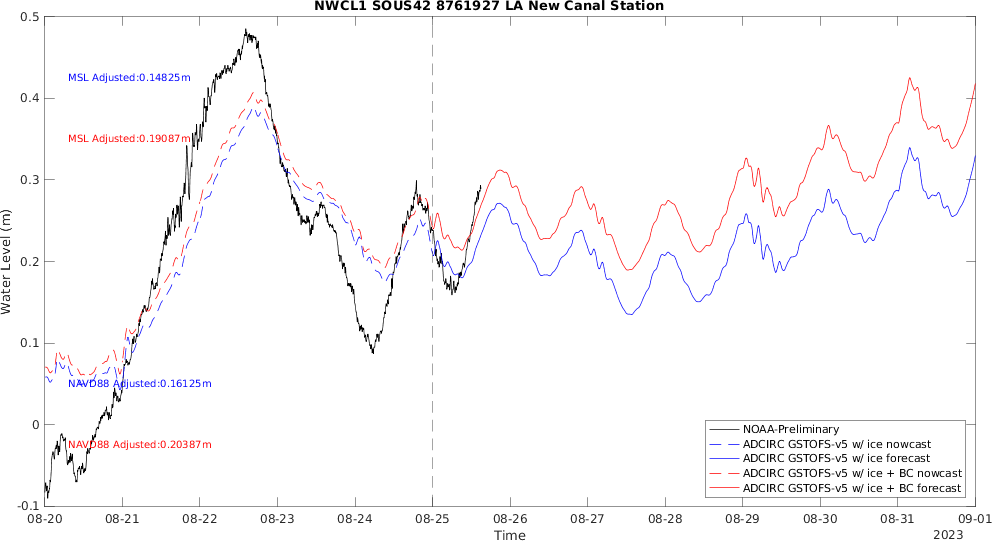 NWCL1 SOUS42 8761927 LA New Canal Station
0.5
0.4
0.3
0.2
0.1
0
-0.1
Water Level (m)
MSL Adjusted:0.14825m
MSL Adjusted:0.19087m
NAVD88 Adjusted:0.16125m
NAVD88 Adjusted:0.20387m
NOAA-Preliminary
ADCIRC GSTOFS-v5 w/ ice nowcast
ADCIRC GSTOFS-v5 w/ ice forecast
ADCIRC GSTOFS-v5 w/ ice + BC nowcast
ADCIRC GSTOFS-v5 w/ ice + BC forecast
08-20 08-21 08-22 08-23 08-24 08-25 08-26 08-27 08-28 08-29 08-30 08-31 09-01
Time
2023